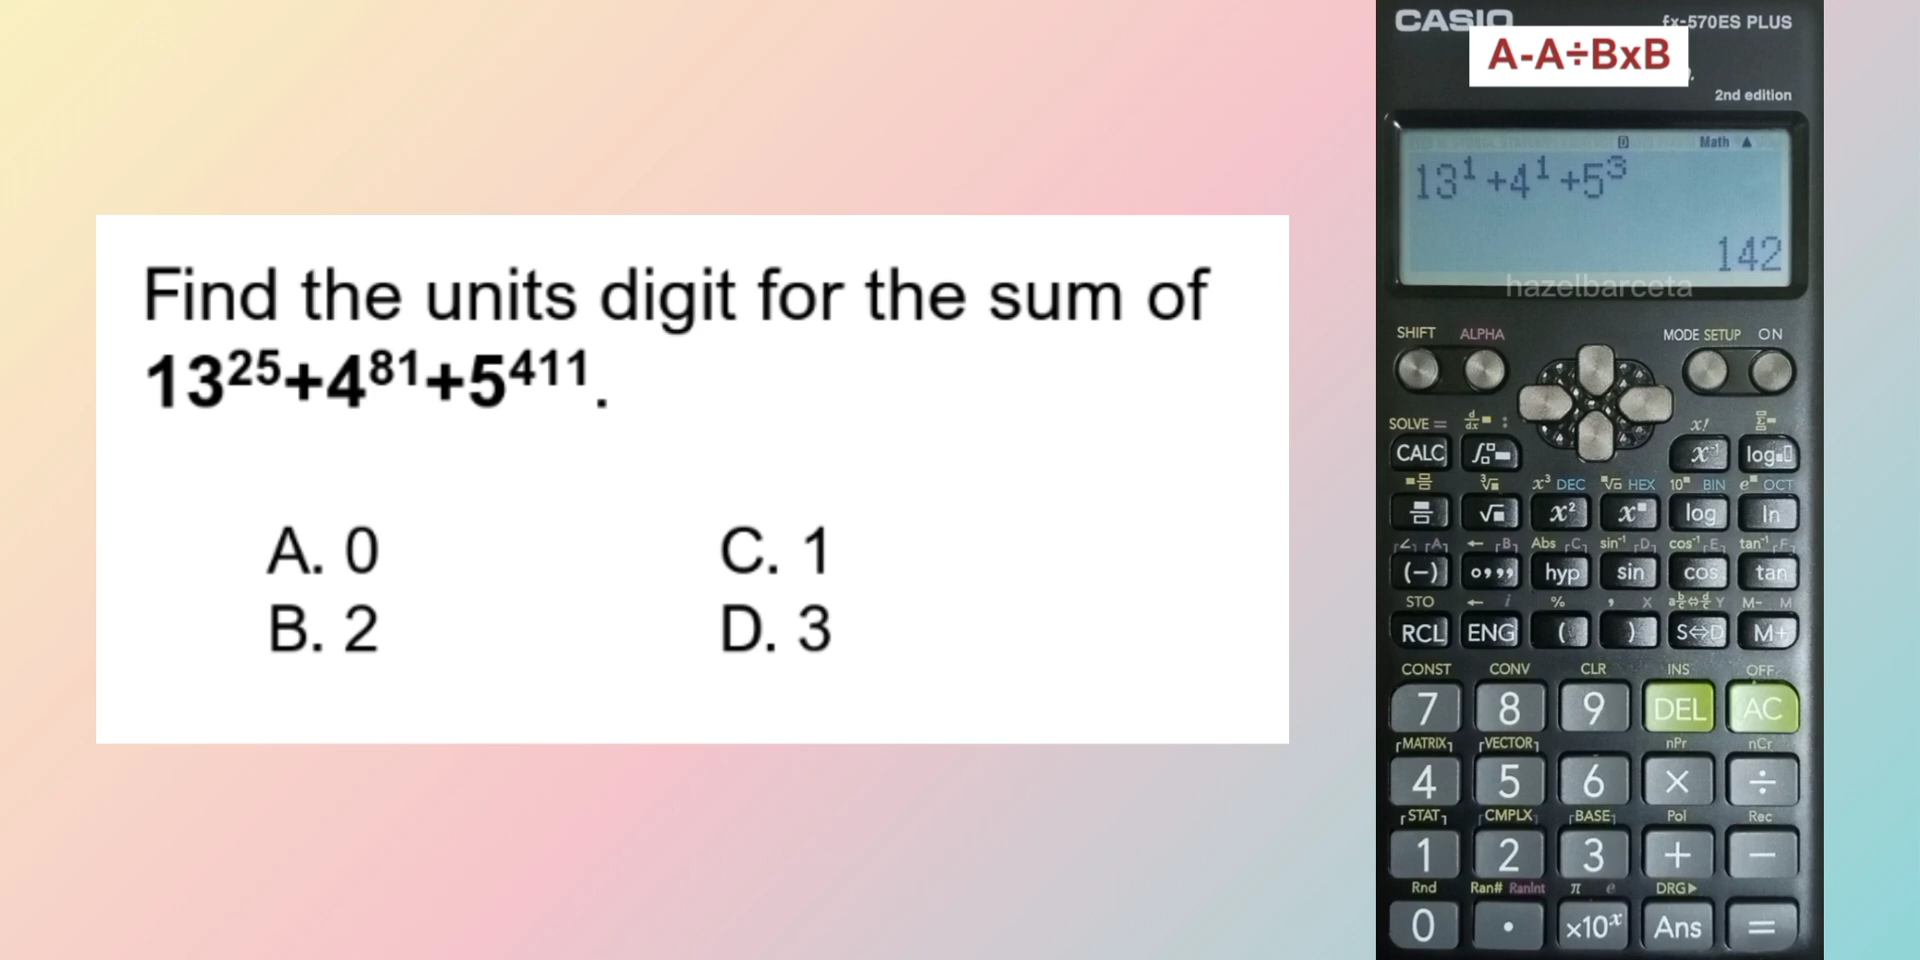 Find the units digit for the sum of
13²⁵+4⁸¹+5⁴¹¹.
A. 0
C. 1
B. 2
D. 3
CASIO
fx-570ES PLUS
A-A÷BxB
2nd edition
D Math ▲
13¹+4¹+5³
142
hazelbarceta
SHIFT ALPHA MODE SETUP ON
SOLVE = d/dx :
x!
CALC
x⁻¹ log
x³ DEC HEX 10 BIN e OCT
√ x² x log ln
A B Abs C sin⁻¹ D cos⁻¹ E tan⁻¹ F
(−) hyp sin cos tan
STO ← i % , X Y M− M
RCL ENG ( ) S⇔D M+
CONST CONV CLR INS OFF
7 8 9 DEL AC
MATRIX VECTOR nPr nCr
4 5 6 × ÷
STAT CMPLX BASE Pol Rec
1 2 3 + −
Rnd Ran# RanInt π e DRG▶
0 • ×10ˣ Ans =